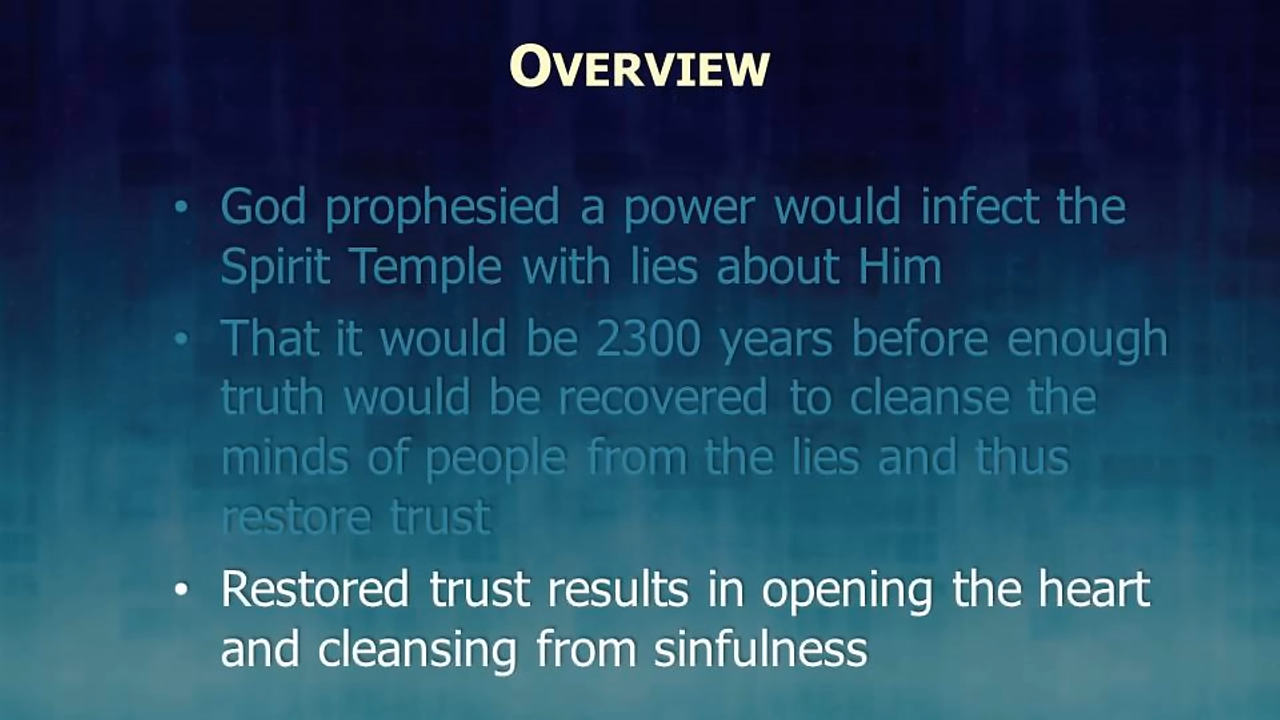 OVERVIEW
• God prophesied a power would infect the
Spirit Temple with lies about Him
• That it would be 2300 years before enough
truth would be recovered to cleanse the
minds of people from the lies and thus
restore trust
• Restored trust results in opening the heart
and cleansing from sinfulness